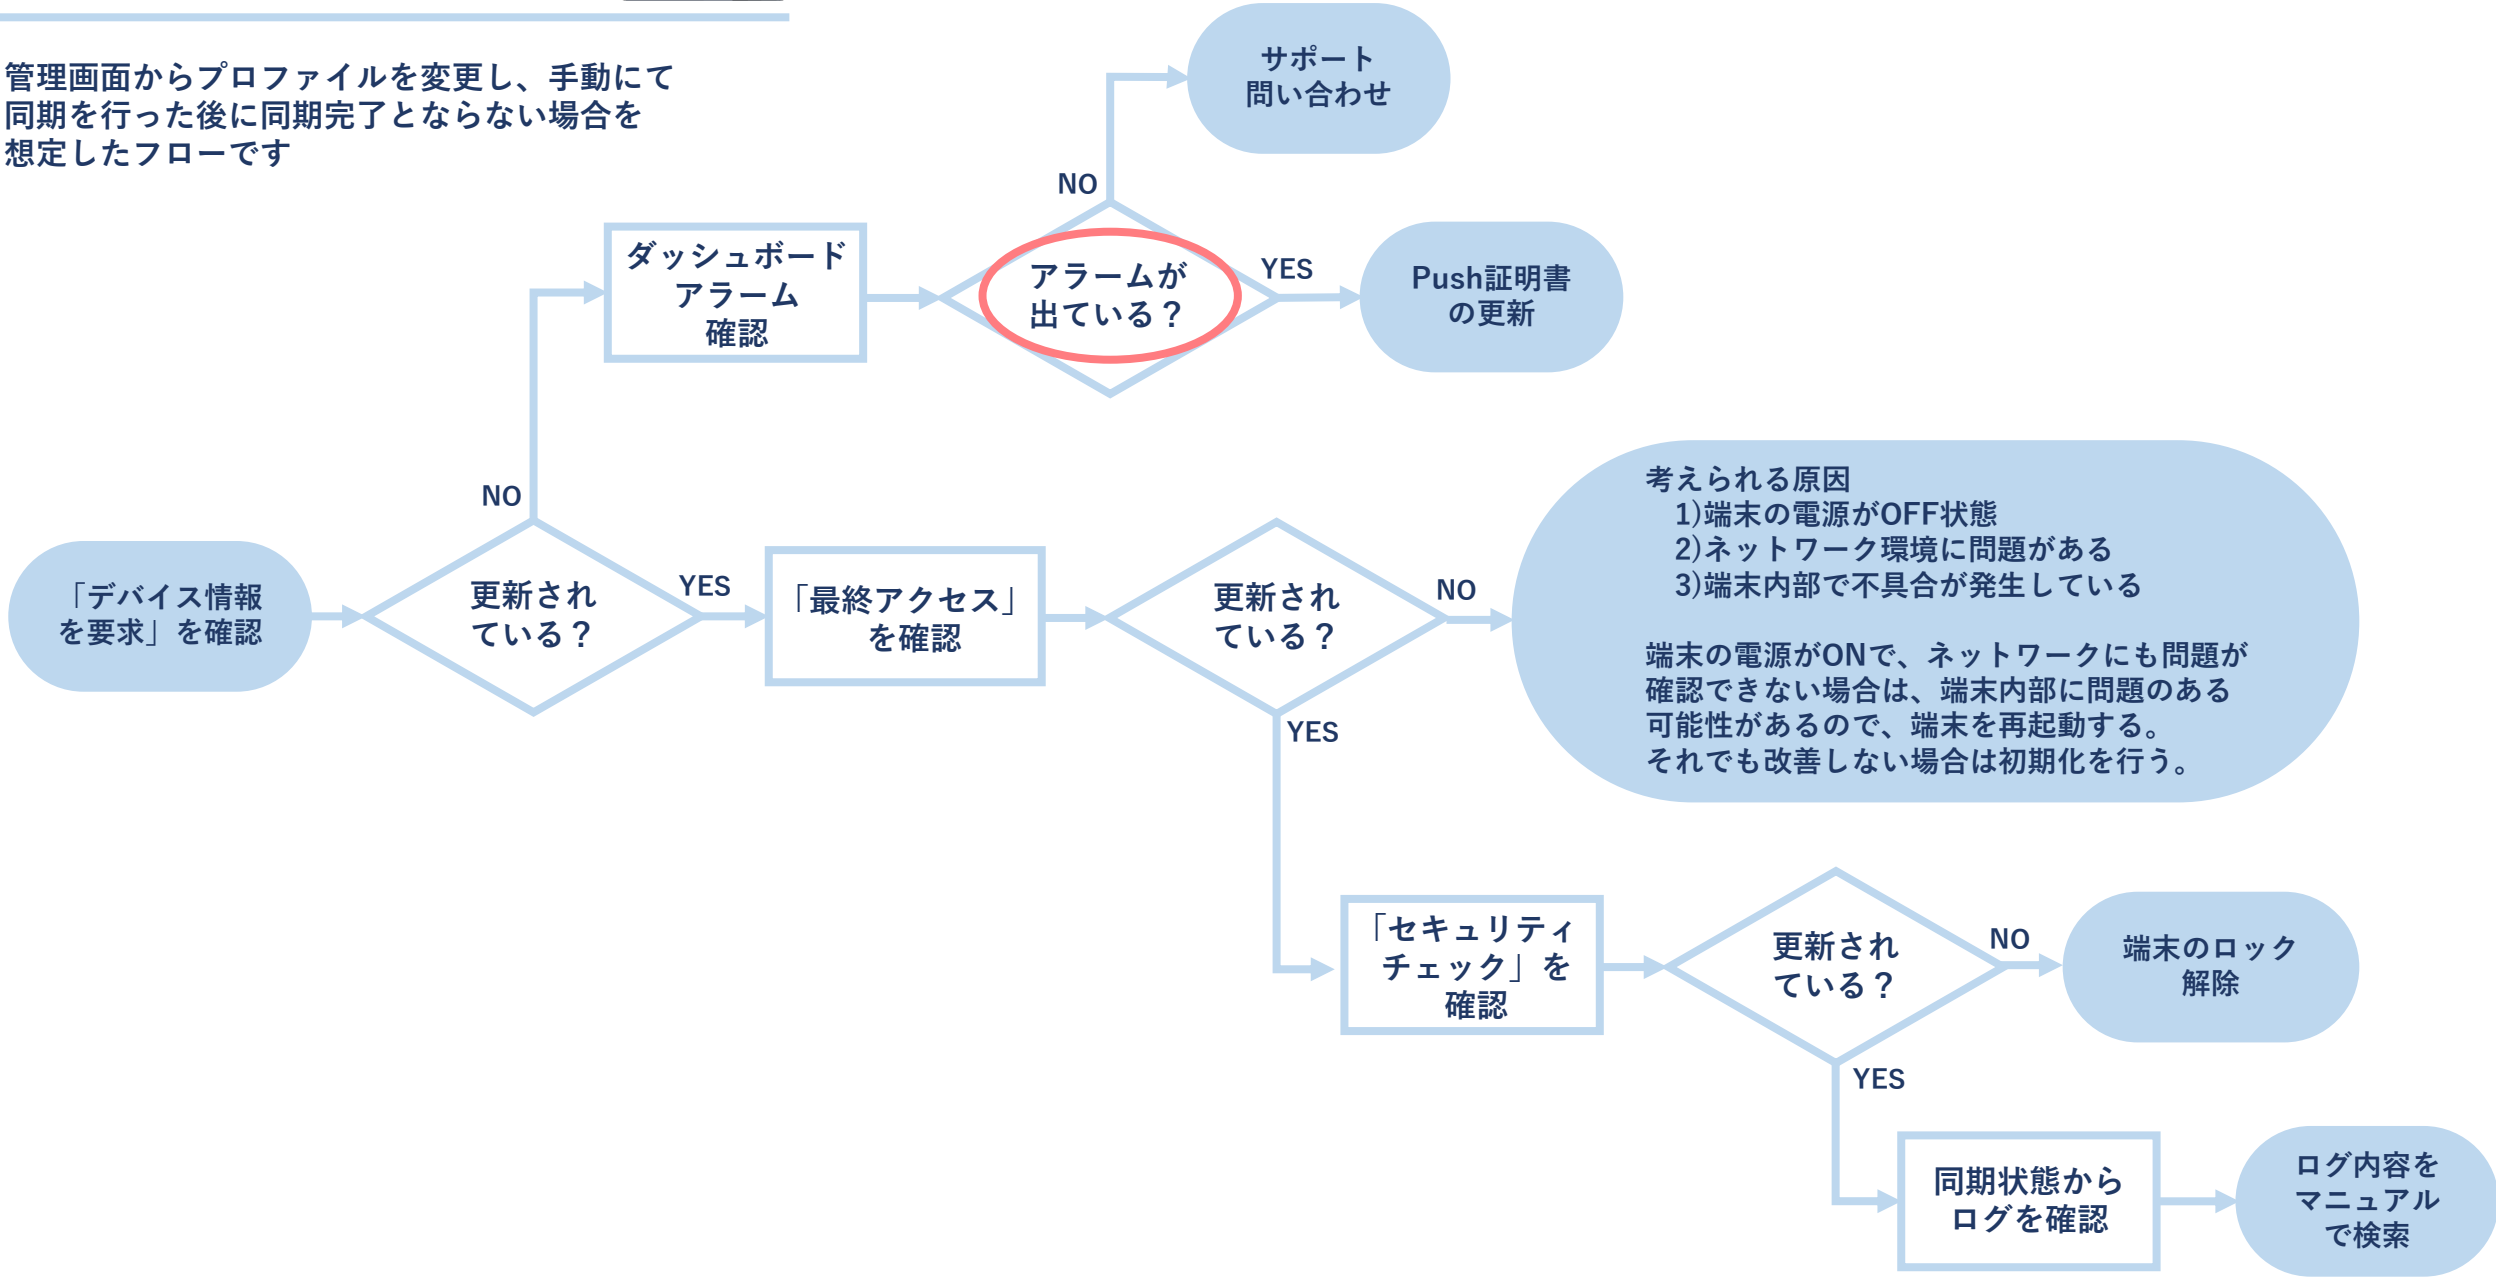 管理画面からプロファイルを変更し、手動にて
同期を行った後に同期完了とならない場合を
想定したフローです
サポート
問い合わせ
NO
ダッシュボード
アラーム
確認
アラームが
出ている？
YES
Push証明書
の更新
NO
「デバイス情報
を要求」を確認
更新され
ている？
YES
「最終アクセス」
を確認
更新され
ている？
NO
考えられる原因
1)端末の電源がOFF状態
2)ネットワーク環境に問題がある
3)端末内部で不具合が発生している
端末の電源がONで、ネットワークにも問題が
確認できない場合は、端末内部に問題のある
可能性があるので、端末を再起動する。
それでも改善しない場合は初期化を行う。
YES
「セキュリティ
チェック」を
確認
更新され
ている？
NO
端末のロック
解除
YES
同期状態から
ログを確認
ログ内容を
マニュアル
で検索